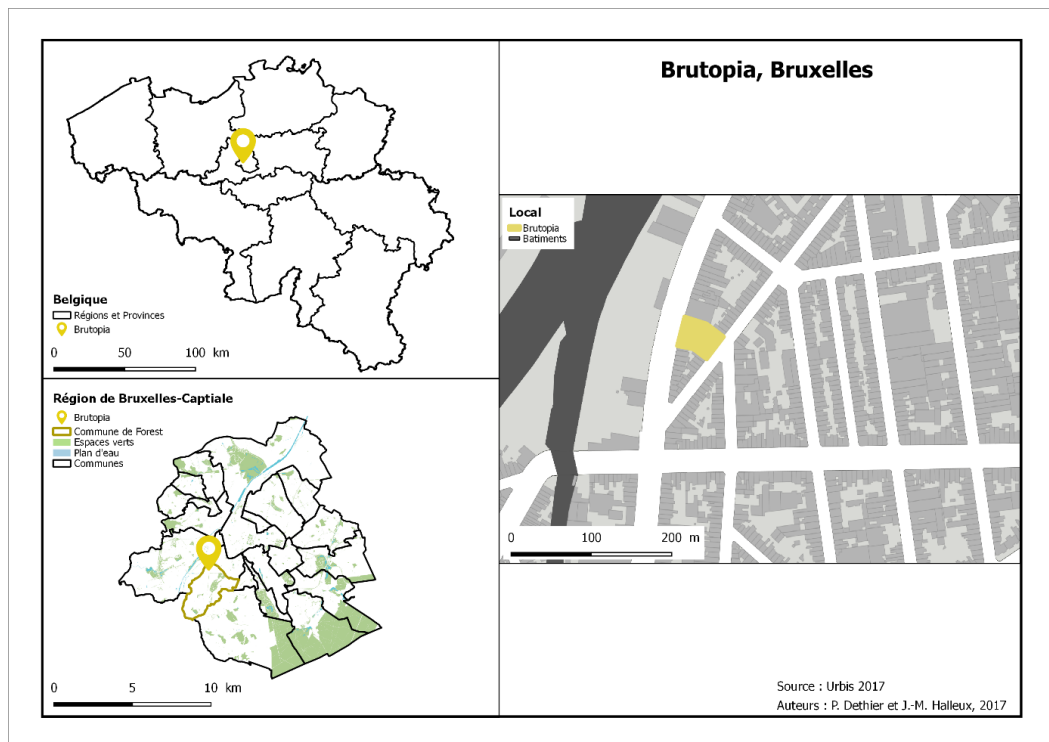 Brutopia, Bruxelles
Belgique
Régions et Provinces
Brutopia
0 50 100 km
Région de Bruxelles-Captiale
Brutopia
Commune de Forest
Espaces verts
Plan d'eau
Communes
0 5 10 km
Local
Brutopia
Batiments
0 100 200 m
Source : Urbis 2017
Auteurs : P. Dethier et J.-M. Halleux, 2017